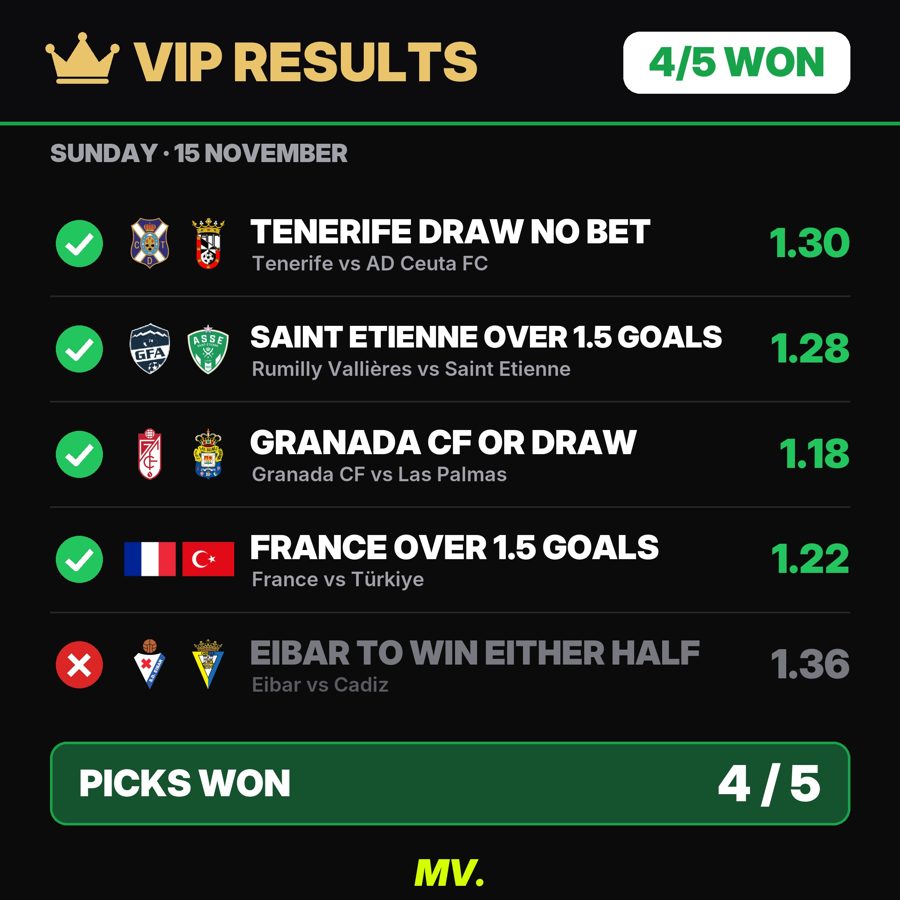 VIP RESULTS
4/5 WON
SUNDAY · 15 NOVEMBER
TENERIFE DRAW NO BET
1.30
Tenerife vs AD Ceuta FC
SAINT ETIENNE OVER 1.5 GOALS
1.28
Rumilly Vallières vs Saint Etienne
GFA
ASSE
GRANADA CF OR DRAW
1.18
Granada CF vs Las Palmas
FRANCE OVER 1.5 GOALS
1.22
France vs Türkiye
EIBAR TO WIN EITHER HALF
1.36
Eibar vs Cadiz
PICKS WON
4 / 5
MV.